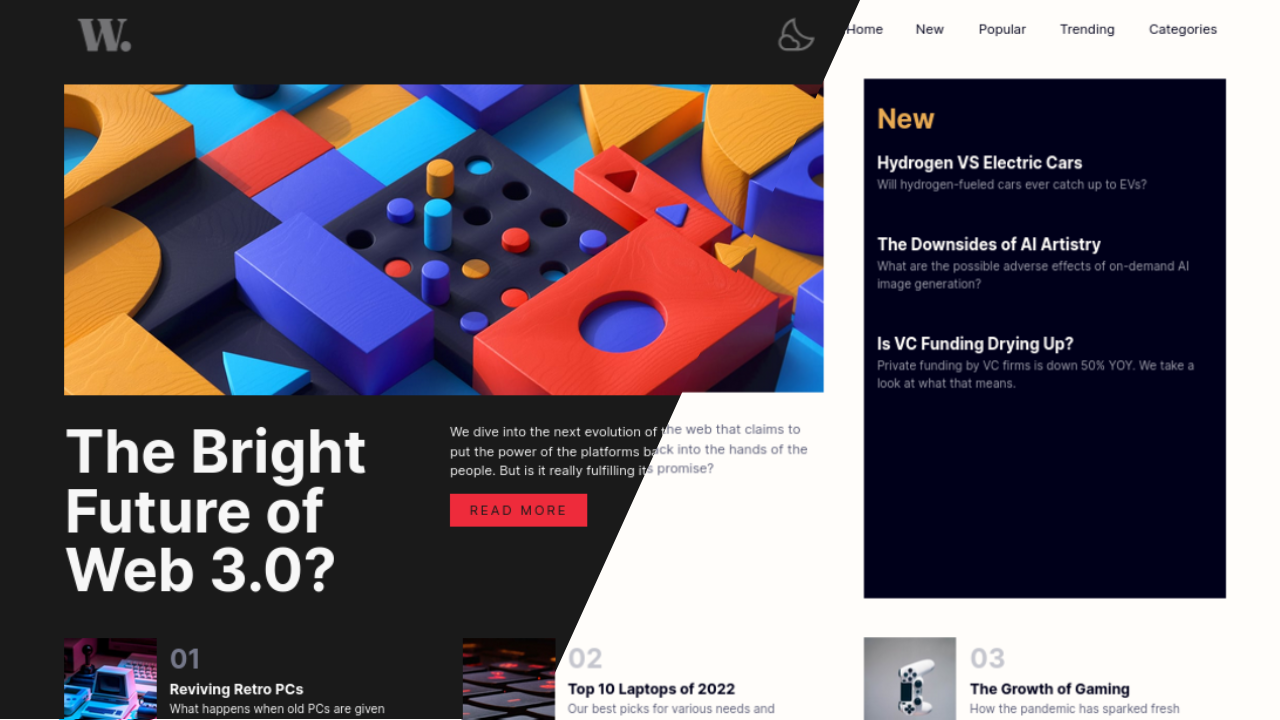 W.
Home New Popular Trending Categories
New
Hydrogen VS Electric Cars
Will hydrogen-fueled cars ever catch up to EVs?
The Downsides of AI Artistry
What are the possible adverse effects of on-demand AI
image generation?
Is VC Funding Drying Up?
Private funding by VC firms is down 50% YOY. We take a
look at what that means.
The Bright
Future of
Web 3.0?
We dive into the next evolution of the web that claims to
put the power of the platforms back into the hands of the
people. But is it really fulfilling its promise?
READ MORE
01
Reviving Retro PCs
What happens when old PCs are given
02
Top 10 Laptops of 2022
Our best picks for various needs and
03
The Growth of Gaming
How the pandemic has sparked fresh